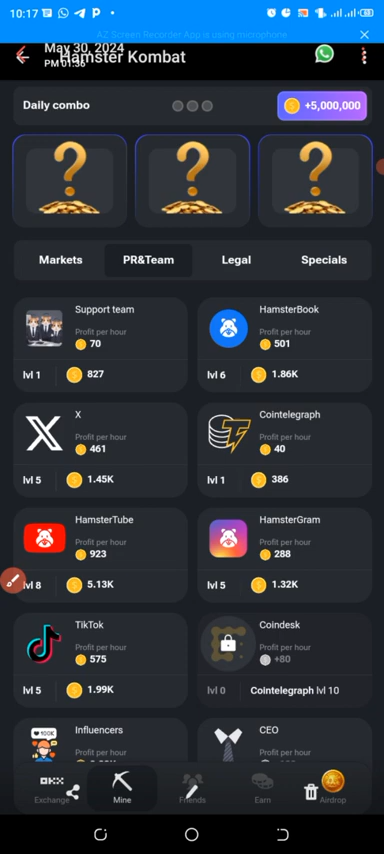 10:17
AZ Screen Recorder App is using microphone
May 30, 2024
PM 01:36
Hamster Kombat
Daily combo
+5,000,000
Markets
PR&Team
Legal
Specials
Support team
Profit per hour
70
lvl 1
827
HamsterBook
Profit per hour
501
lvl 6
1.86K
X
Profit per hour
461
lvl 5
1.45K
Cointelegraph
Profit per hour
40
lvl 1
386
HamsterTube
Profit per hour
923
lvl 8
5.13K
HamsterGram
Profit per hour
288
lvl 5
1.32K
TikTok
Profit per hour
575
lvl 5
1.99K
Coindesk
Profit per hour
+80
lvl 0
Cointelegraph lvl 10
100K
Influencers
Profit per hour
CEO
Profit per hour
Exchange
Mine
Friends
Earn
Airdrop